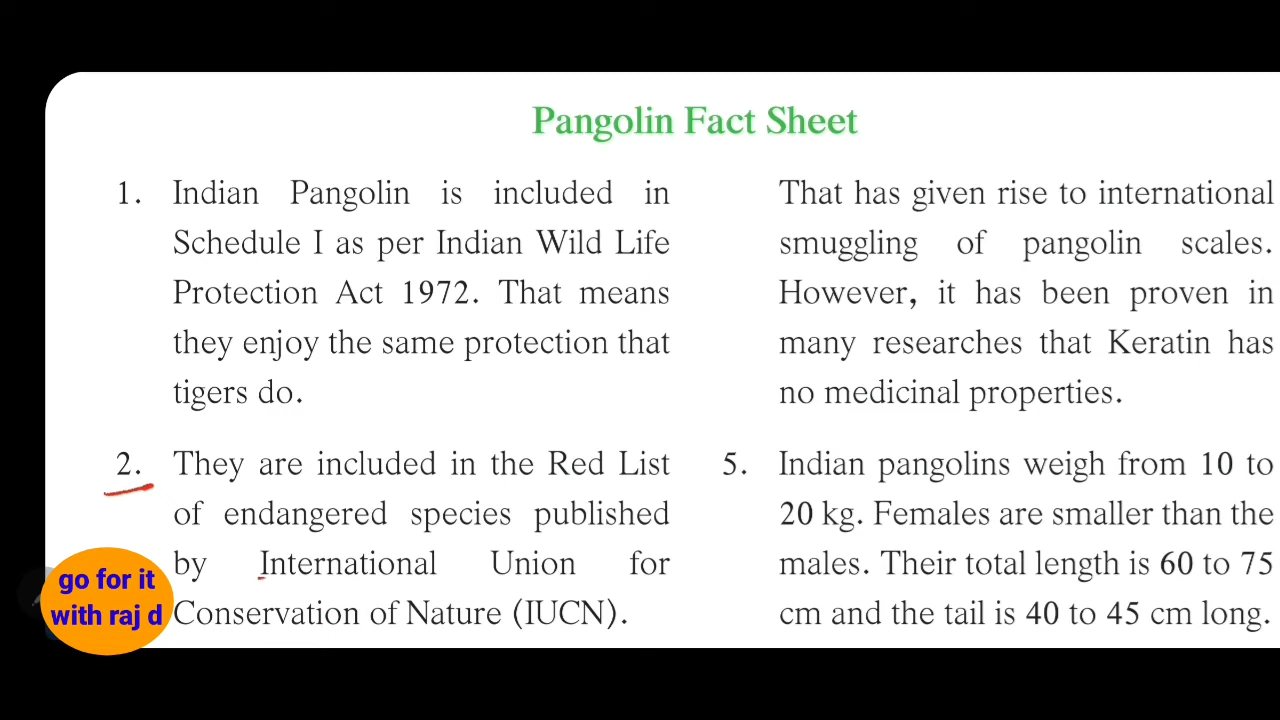 Pangolin Fact Sheet
1. Indian Pangolin is included in
Schedule I as per Indian Wild Life
Protection Act 1972. That means
they enjoy the same protection that
tigers do.
2. They are included in the Red List
of endangered species published
by International Union for
Conservation of Nature (IUCN).
That has given rise to international
smuggling of pangolin scales.
However, it has been proven in
many researches that Keratin has
no medicinal properties.
5. Indian pangolins weigh from 10 to
20 kg. Females are smaller than the
males. Their total length is 60 to 75
cm and the tail is 40 to 45 cm long.
go for it
with raj d